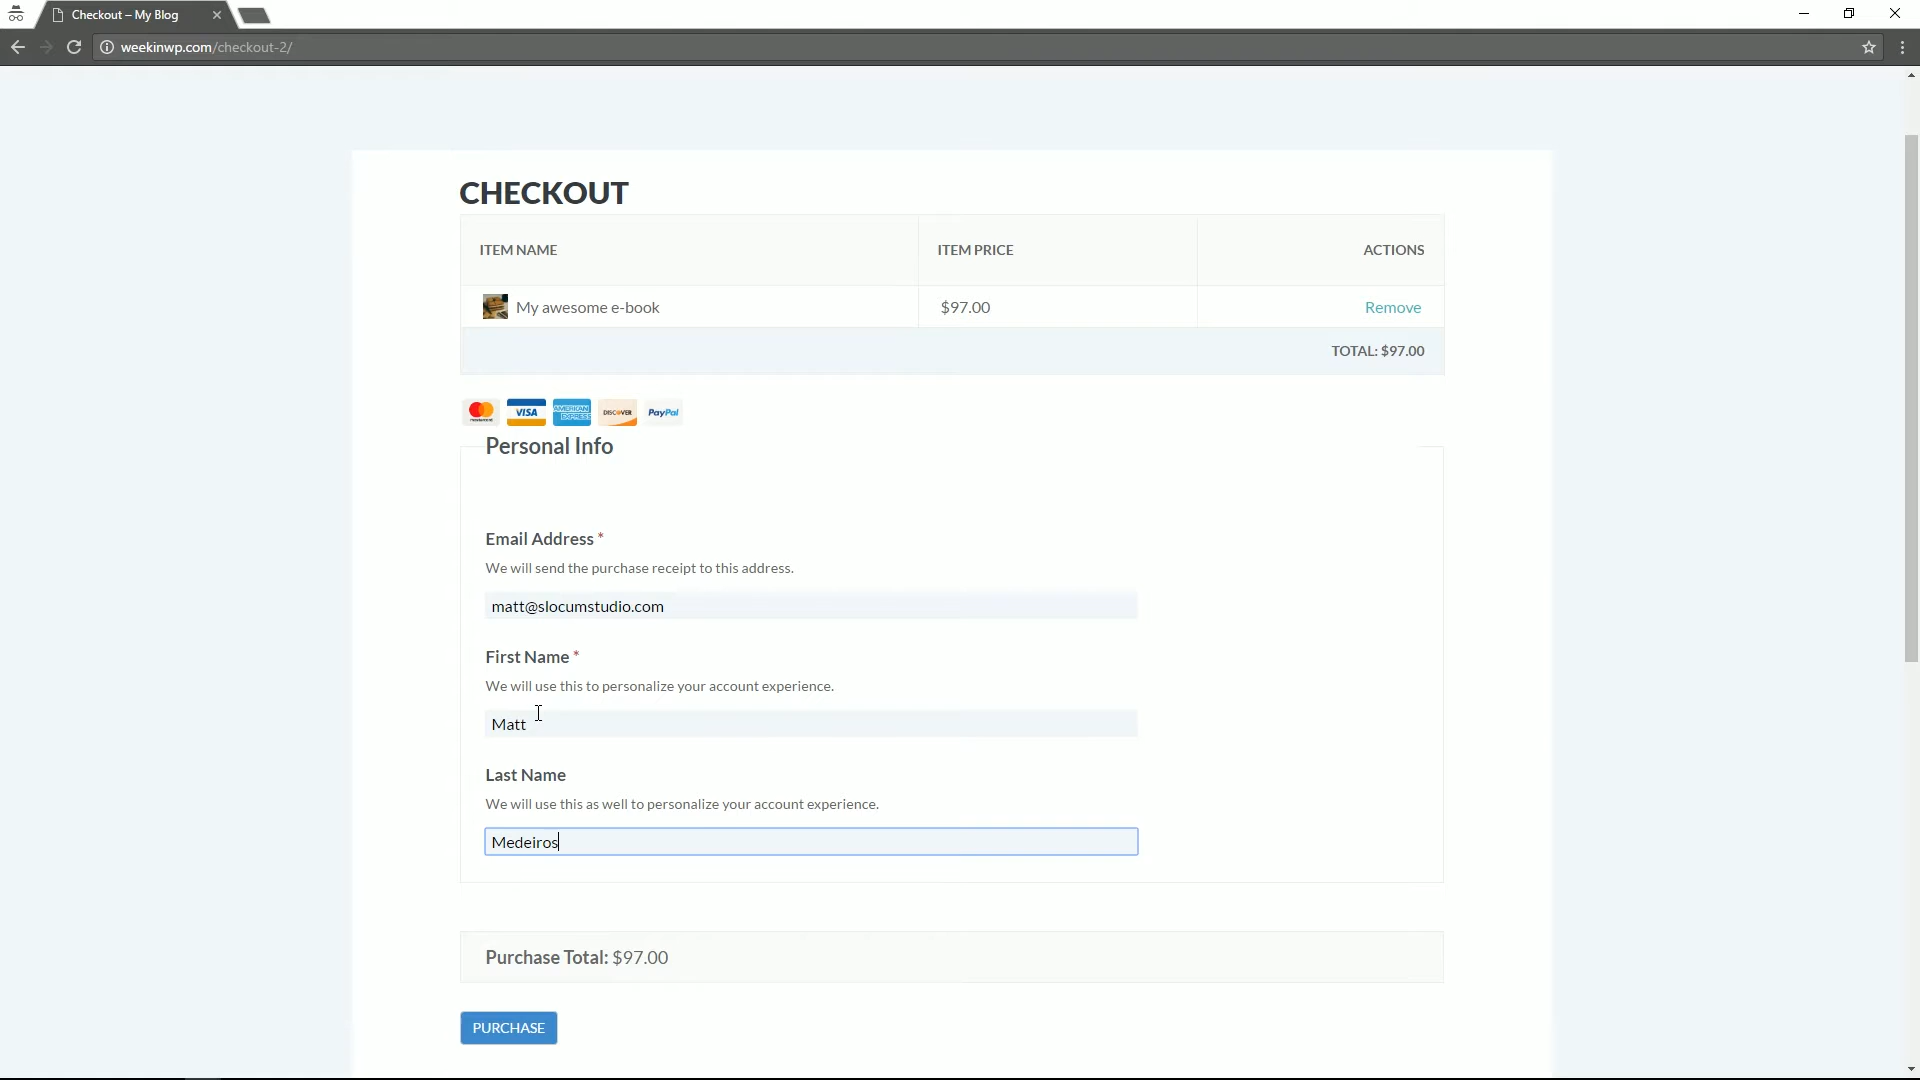 Checkout – My Blog
weekinwp.com/checkout-2/
CHECKOUT
ITEM NAME ITEM PRICE ACTIONS
My awesome e-book $97.00 Remove
TOTAL: $97.00
VISA AMERICAN EXPRESS DISCOVER PayPal
Personal Info
Email Address *
We will send the purchase receipt to this address.
matt@slocumstudio.com
First Name *
We will use this to personalize your account experience.
Matt
Last Name
We will use this as well to personalize your account experience.
Medeiros
Purchase Total: $97.00
PURCHASE